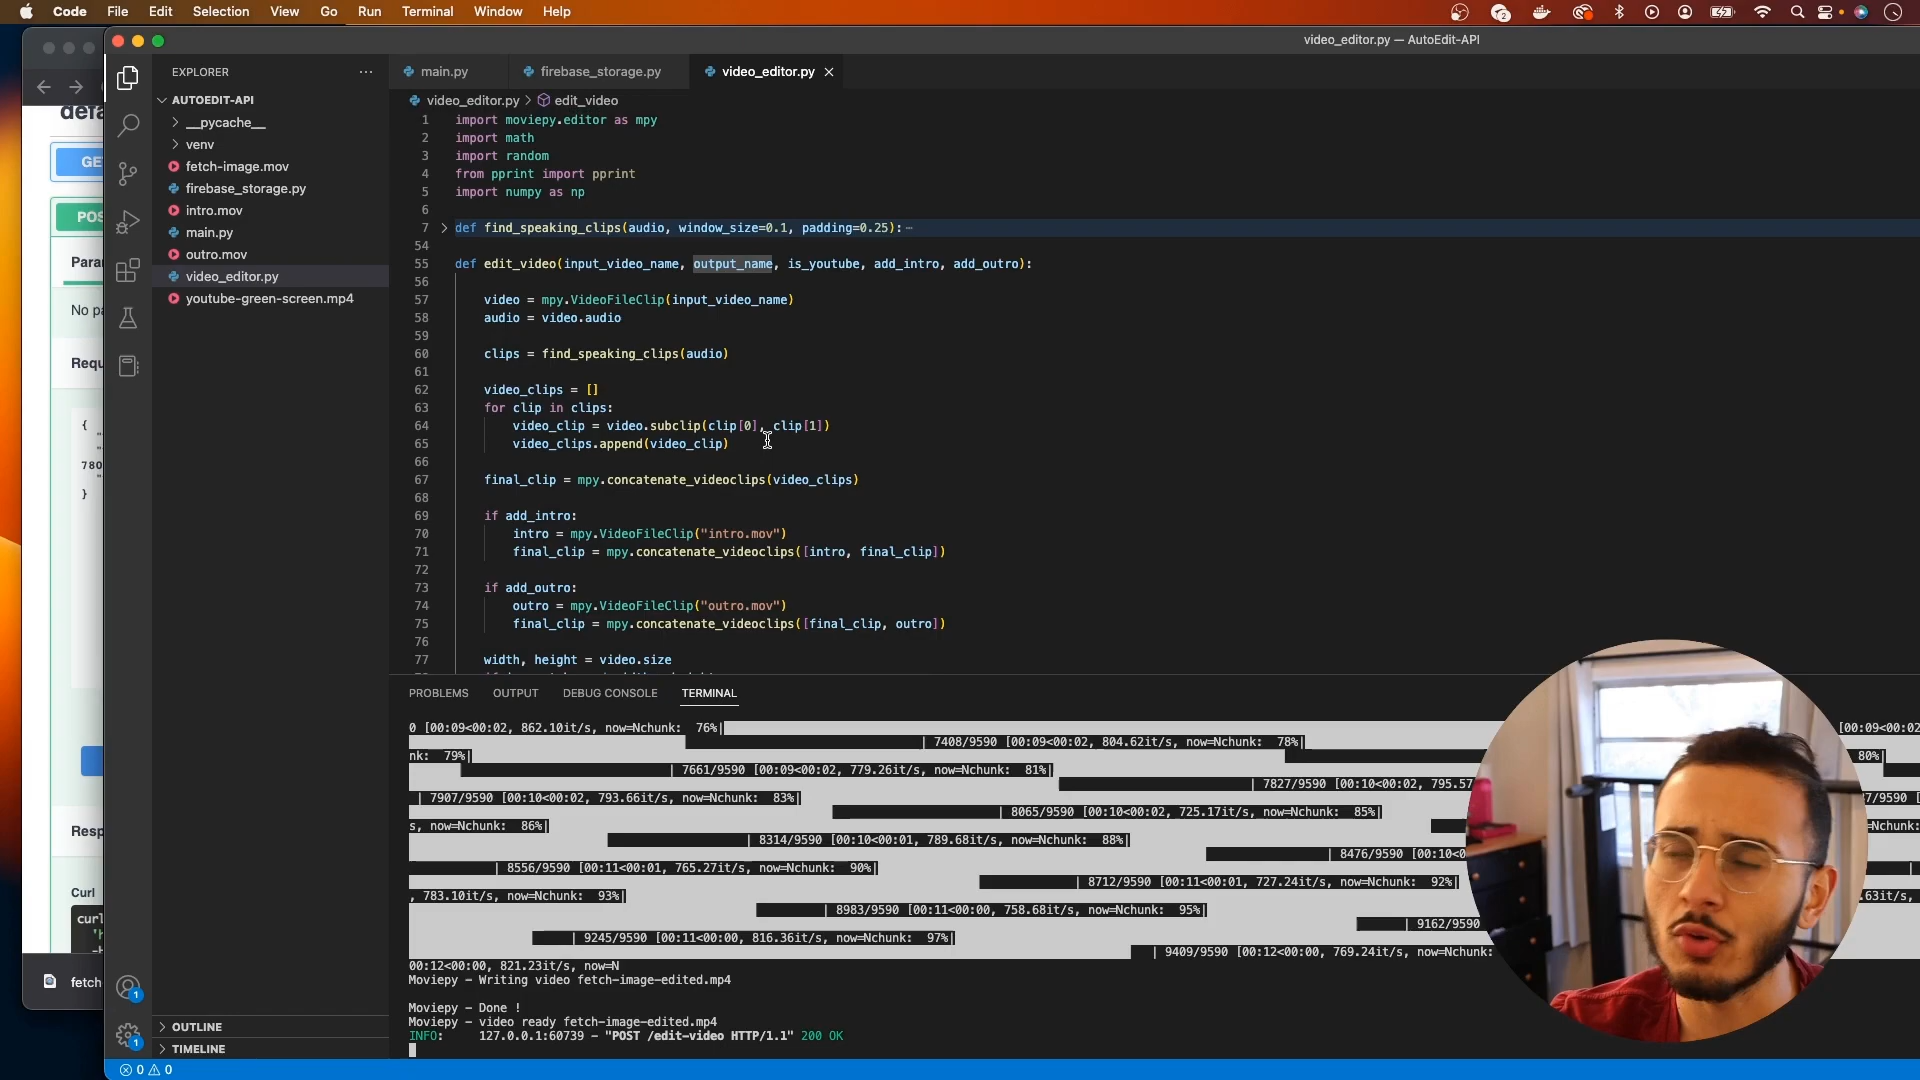 Code File Edit Selection View Go Run Terminal Window Help
2
video_editor.py — AutoEdit-API
EXPLORER
main.py
firebase_storage.py
video_editor.py
AUTOEDIT-API
__pycache__
venv
fetch-image.mov
firebase_storage.py
intro.mov
main.py
outro.mov
video_editor.py
youtube-green-screen.mp4
OUTLINE
TIMELINE
1
1
0 0
defa
GE
POS
Para
No pa
Requ
{
780
}
Resp
Curl
curl
fetch
video_editor.py > edit_video
1 import moviepy.editor as mpy
2 import math
3 import random
4 from pprint import pprint
5 import numpy as np
6
7 def find_speaking_clips(audio, window_size=0.1, padding=0.25):
54
55 def edit_video(input_video_name, output_name, is_youtube, add_intro, add_outro):
56
57 video = mpy.VideoFileClip(input_video_name)
58 audio = video.audio
59
60 clips = find_speaking_clips(audio)
61
62 video_clips = []
63 for clip in clips:
64 video_clip = video.subclip(clip[0], clip[1])
65 video_clips.append(video_clip)
66
67 final_clip = mpy.concatenate_videoclips(video_clips)
68
69 if add_intro:
70 intro = mpy.VideoFileClip("intro.mov")
71 final_clip = mpy.concatenate_videoclips([intro, final_clip])
72
73 if add_outro:
74 outro = mpy.VideoFileClip("outro.mov")
75 final_clip = mpy.concatenate_videoclips([final_clip, outro])
76
77 width, height = video.size
PROBLEMS OUTPUT DEBUG CONSOLE TERMINAL
0 [00:09<00:02, 862.10it/s, now=Nchunk: 76%| [00:09<00:02
| 7408/9590 [00:09<00:02, 804.62it/s, now=Nchunk: 78%|
nk: 79%| 80%|
| 7661/9590 [00:09<00:02, 779.26it/s, now=Nchunk: 81%|
| 7827/9590 [00:10<00:02, 795.57
| 7907/9590 [00:10<00:02, 793.66it/s, now=Nchunk: 83%| 7/9590 [
| 8065/9590 [00:10<00:02, 725.17it/s, now=Nchunk: 85%|
s, now=Nchunk: 86%| Nchunk:
| 8314/9590 [00:10<00:01, 789.68it/s, now=Nchunk: 88%|
| 8476/9590 [00:10<0
| 8556/9590 [00:11<00:01, 765.27it/s, now=Nchunk: 90%|
| 8712/9590 [00:11<00:01, 727.24it/s, now=Nchunk: 92%|
, 783.10it/s, now=Nchunk: 93%| .63it/s,
| 8983/9590 [00:11<00:00, 758.68it/s, now=Nchunk: 95%|
| 9162/9590
| 9245/9590 [00:11<00:00, 816.36it/s, now=Nchunk: 97%|
| 9409/9590 [00:12<00:00, 769.24it/s, now=Nchunk:
00:12<00:00, 821.23it/s, now=N
Moviepy - Writing video fetch-image-edited.mp4
Moviepy - Done !
Moviepy - video ready fetch-image-edited.mp4
INFO: 127.0.0.1:60739 - "POST /edit-video HTTP/1.1" 200 OK